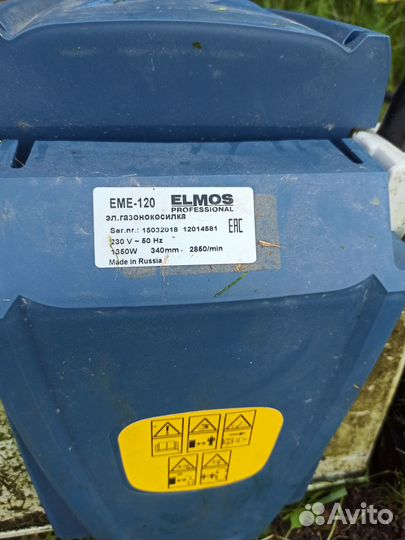 EME-120 ELMOS
PROFESSIONAL
эл.газонокосилка
Ser.nr.: 15032018 12014581
EAC
230 V ~ 50 Hz
1350W 340mm - 2850/min
Made in Russia
Avito